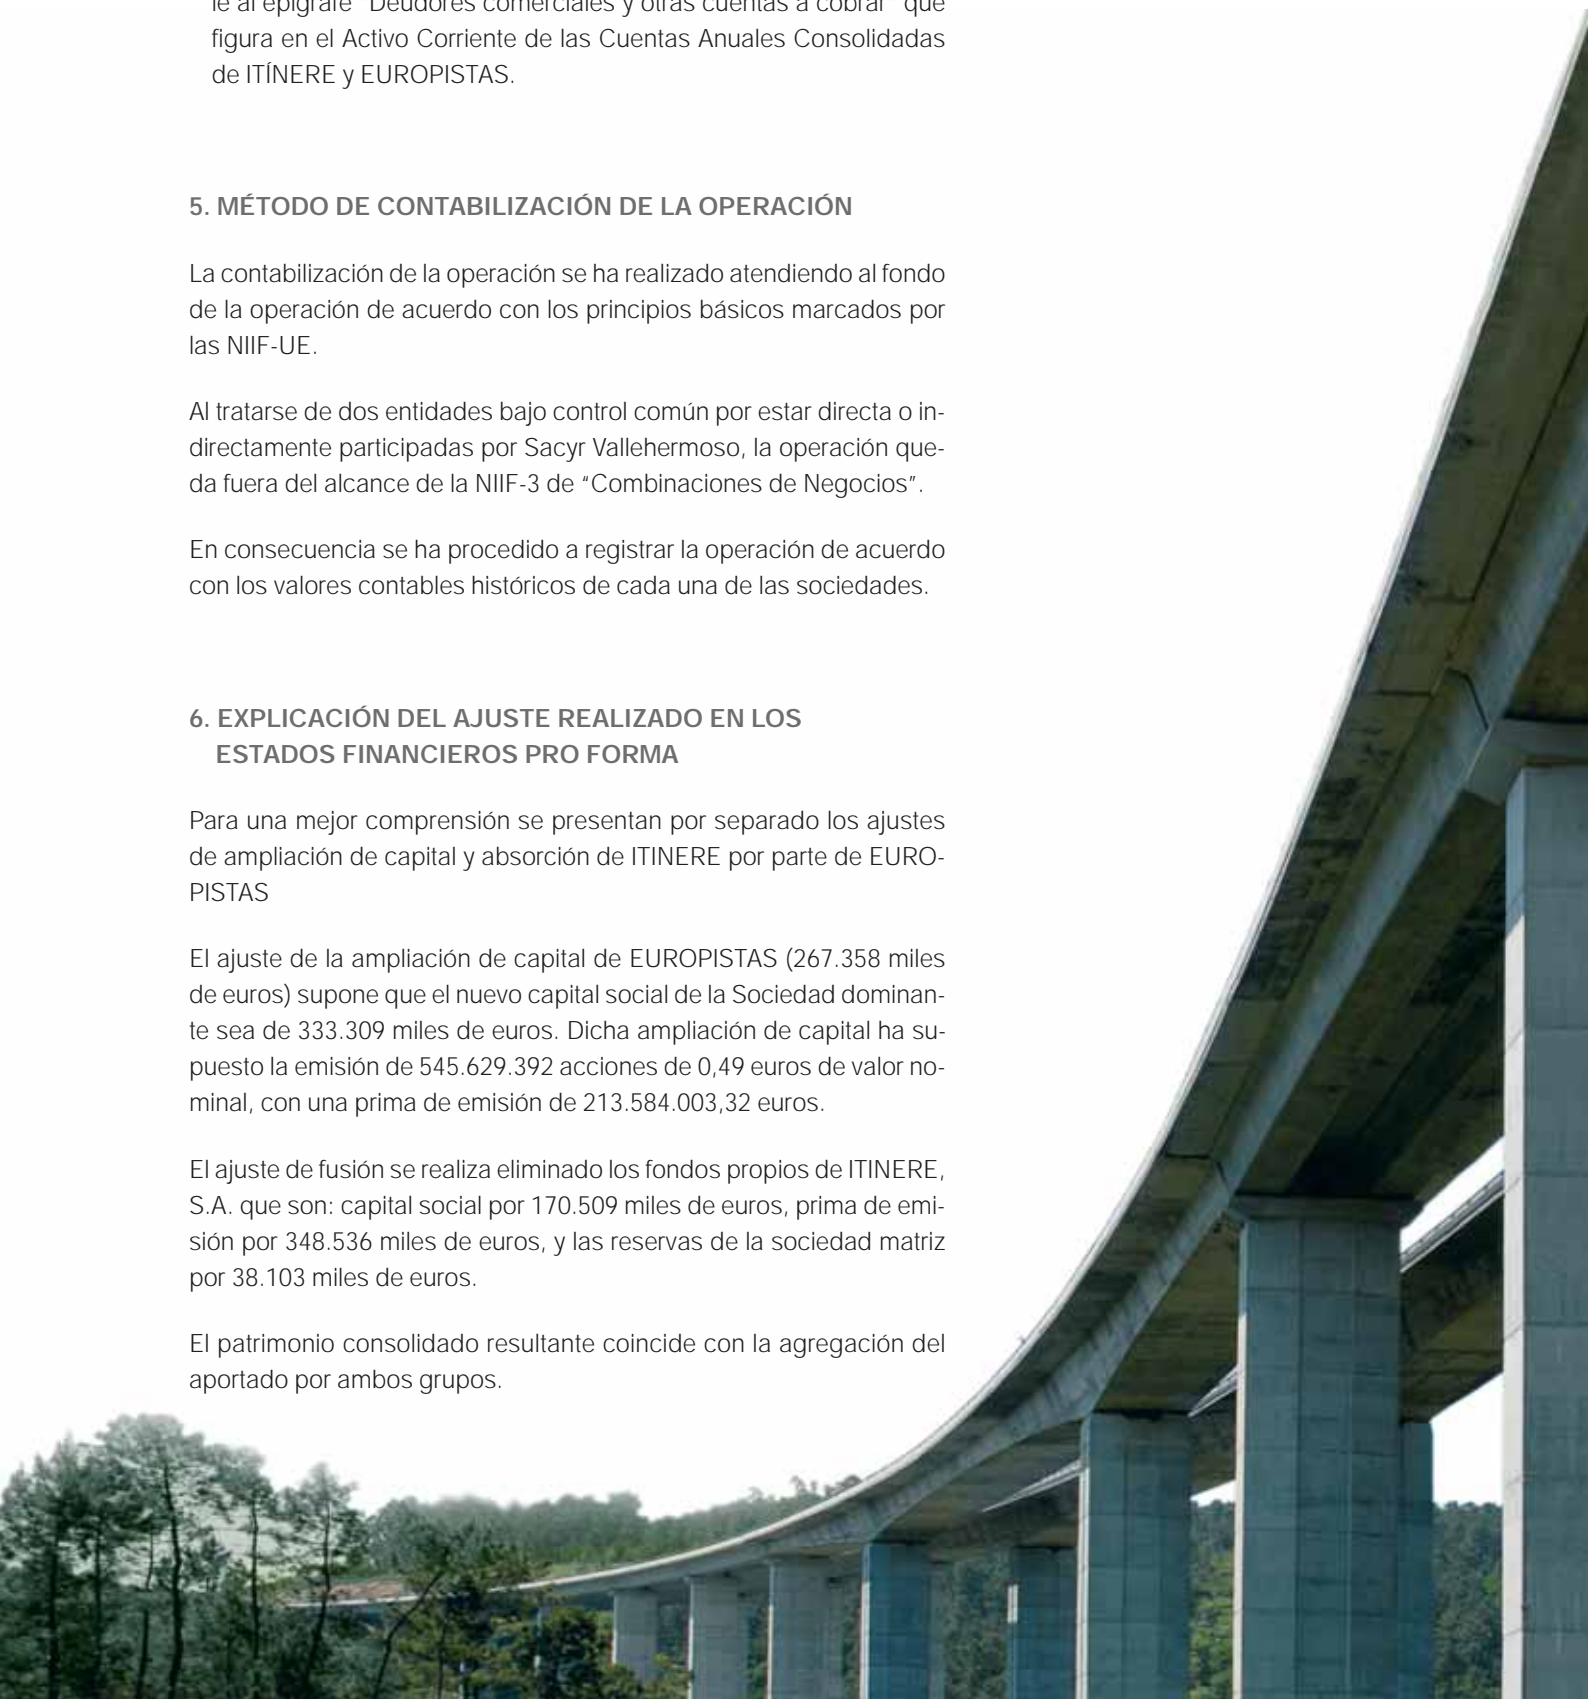 le al epígrafe "Deudores comerciales y otras cuentas a cobrar" que
figura en el Activo Corriente de las Cuentas Anuales Consolidadas
de ITÍNERE y EUROPISTAS.
5. MÉTODO DE CONTABILIZACIÓN DE LA OPERACIÓN
La contabilización de la operación se ha realizado atendiendo al fondo
de la operación de acuerdo con los principios básicos marcados por
las NIIF-UE.
Al tratarse de dos entidades bajo control común por estar directa o in-
directamente participadas por Sacyr Vallehermoso, la operación que-
da fuera del alcance de la NIIF-3 de "Combinaciones de Negocios".
En consecuencia se ha procedido a registrar la operación de acuerdo
con los valores contables históricos de cada una de las sociedades.
6. EXPLICACIÓN DEL AJUSTE REALIZADO EN LOS
ESTADOS FINANCIEROS PRO FORMA
Para una mejor comprensión se presentan por separado los ajustes
de ampliación de capital y absorción de ITINERE por parte de EURO-
PISTAS
El ajuste de la ampliación de capital de EUROPISTAS (267.358 miles
de euros) supone que el nuevo capital social de la Sociedad dominan-
te sea de 333.309 miles de euros. Dicha ampliación de capital ha su-
puesto la emisión de 545.629.392 acciones de 0,49 euros de valor no-
minal, con una prima de emisión de 213.584.003,32 euros.
El ajuste de fusión se realiza eliminado los fondos propios de ITINERE,
S.A. que son: capital social por 170.509 miles de euros, prima de emi-
sión por 348.536 miles de euros, y las reservas de la sociedad matriz
por 38.103 miles de euros.
El patrimonio consolidado resultante coincide con la agregación del
aportado por ambos grupos.